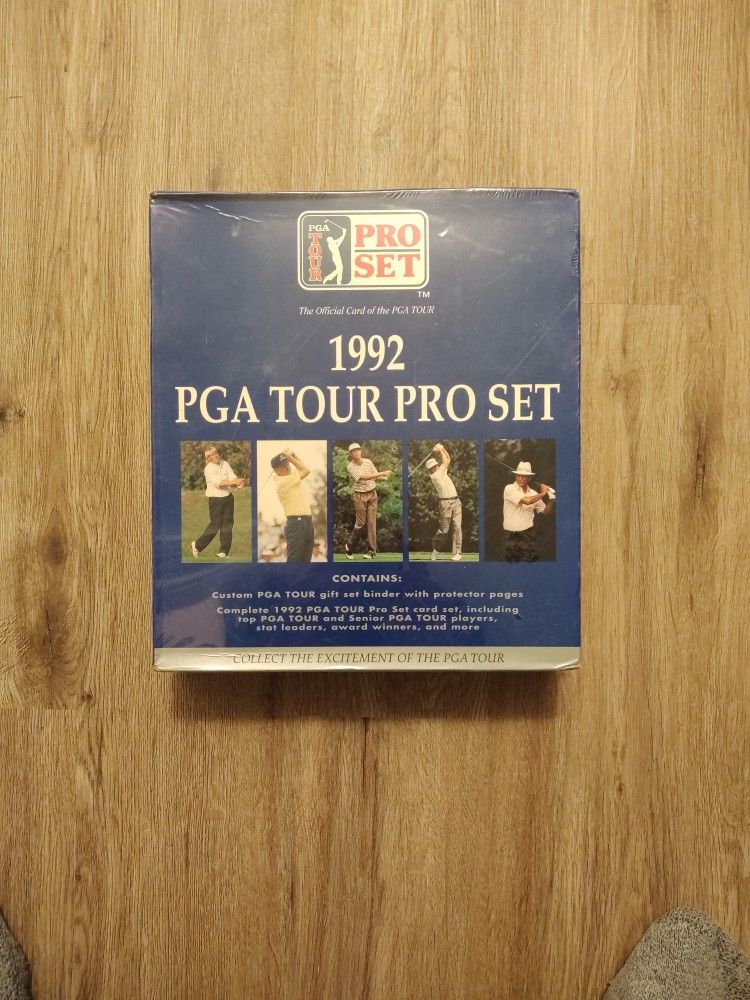 PGA
TOUR
PRO
SET
TM
The Official Card of the PGA TOUR
1992
PGA TOUR PRO SET
CONTAINS:
Custom PGA TOUR gift set binder with protector pages
Complete 1992 PGA TOUR Pro Set card set, including
top PGA TOUR and Senior PGA TOUR players,
stat leaders, award winners, and more
COLLECT THE EXCITEMENT OF THE PGA TOUR